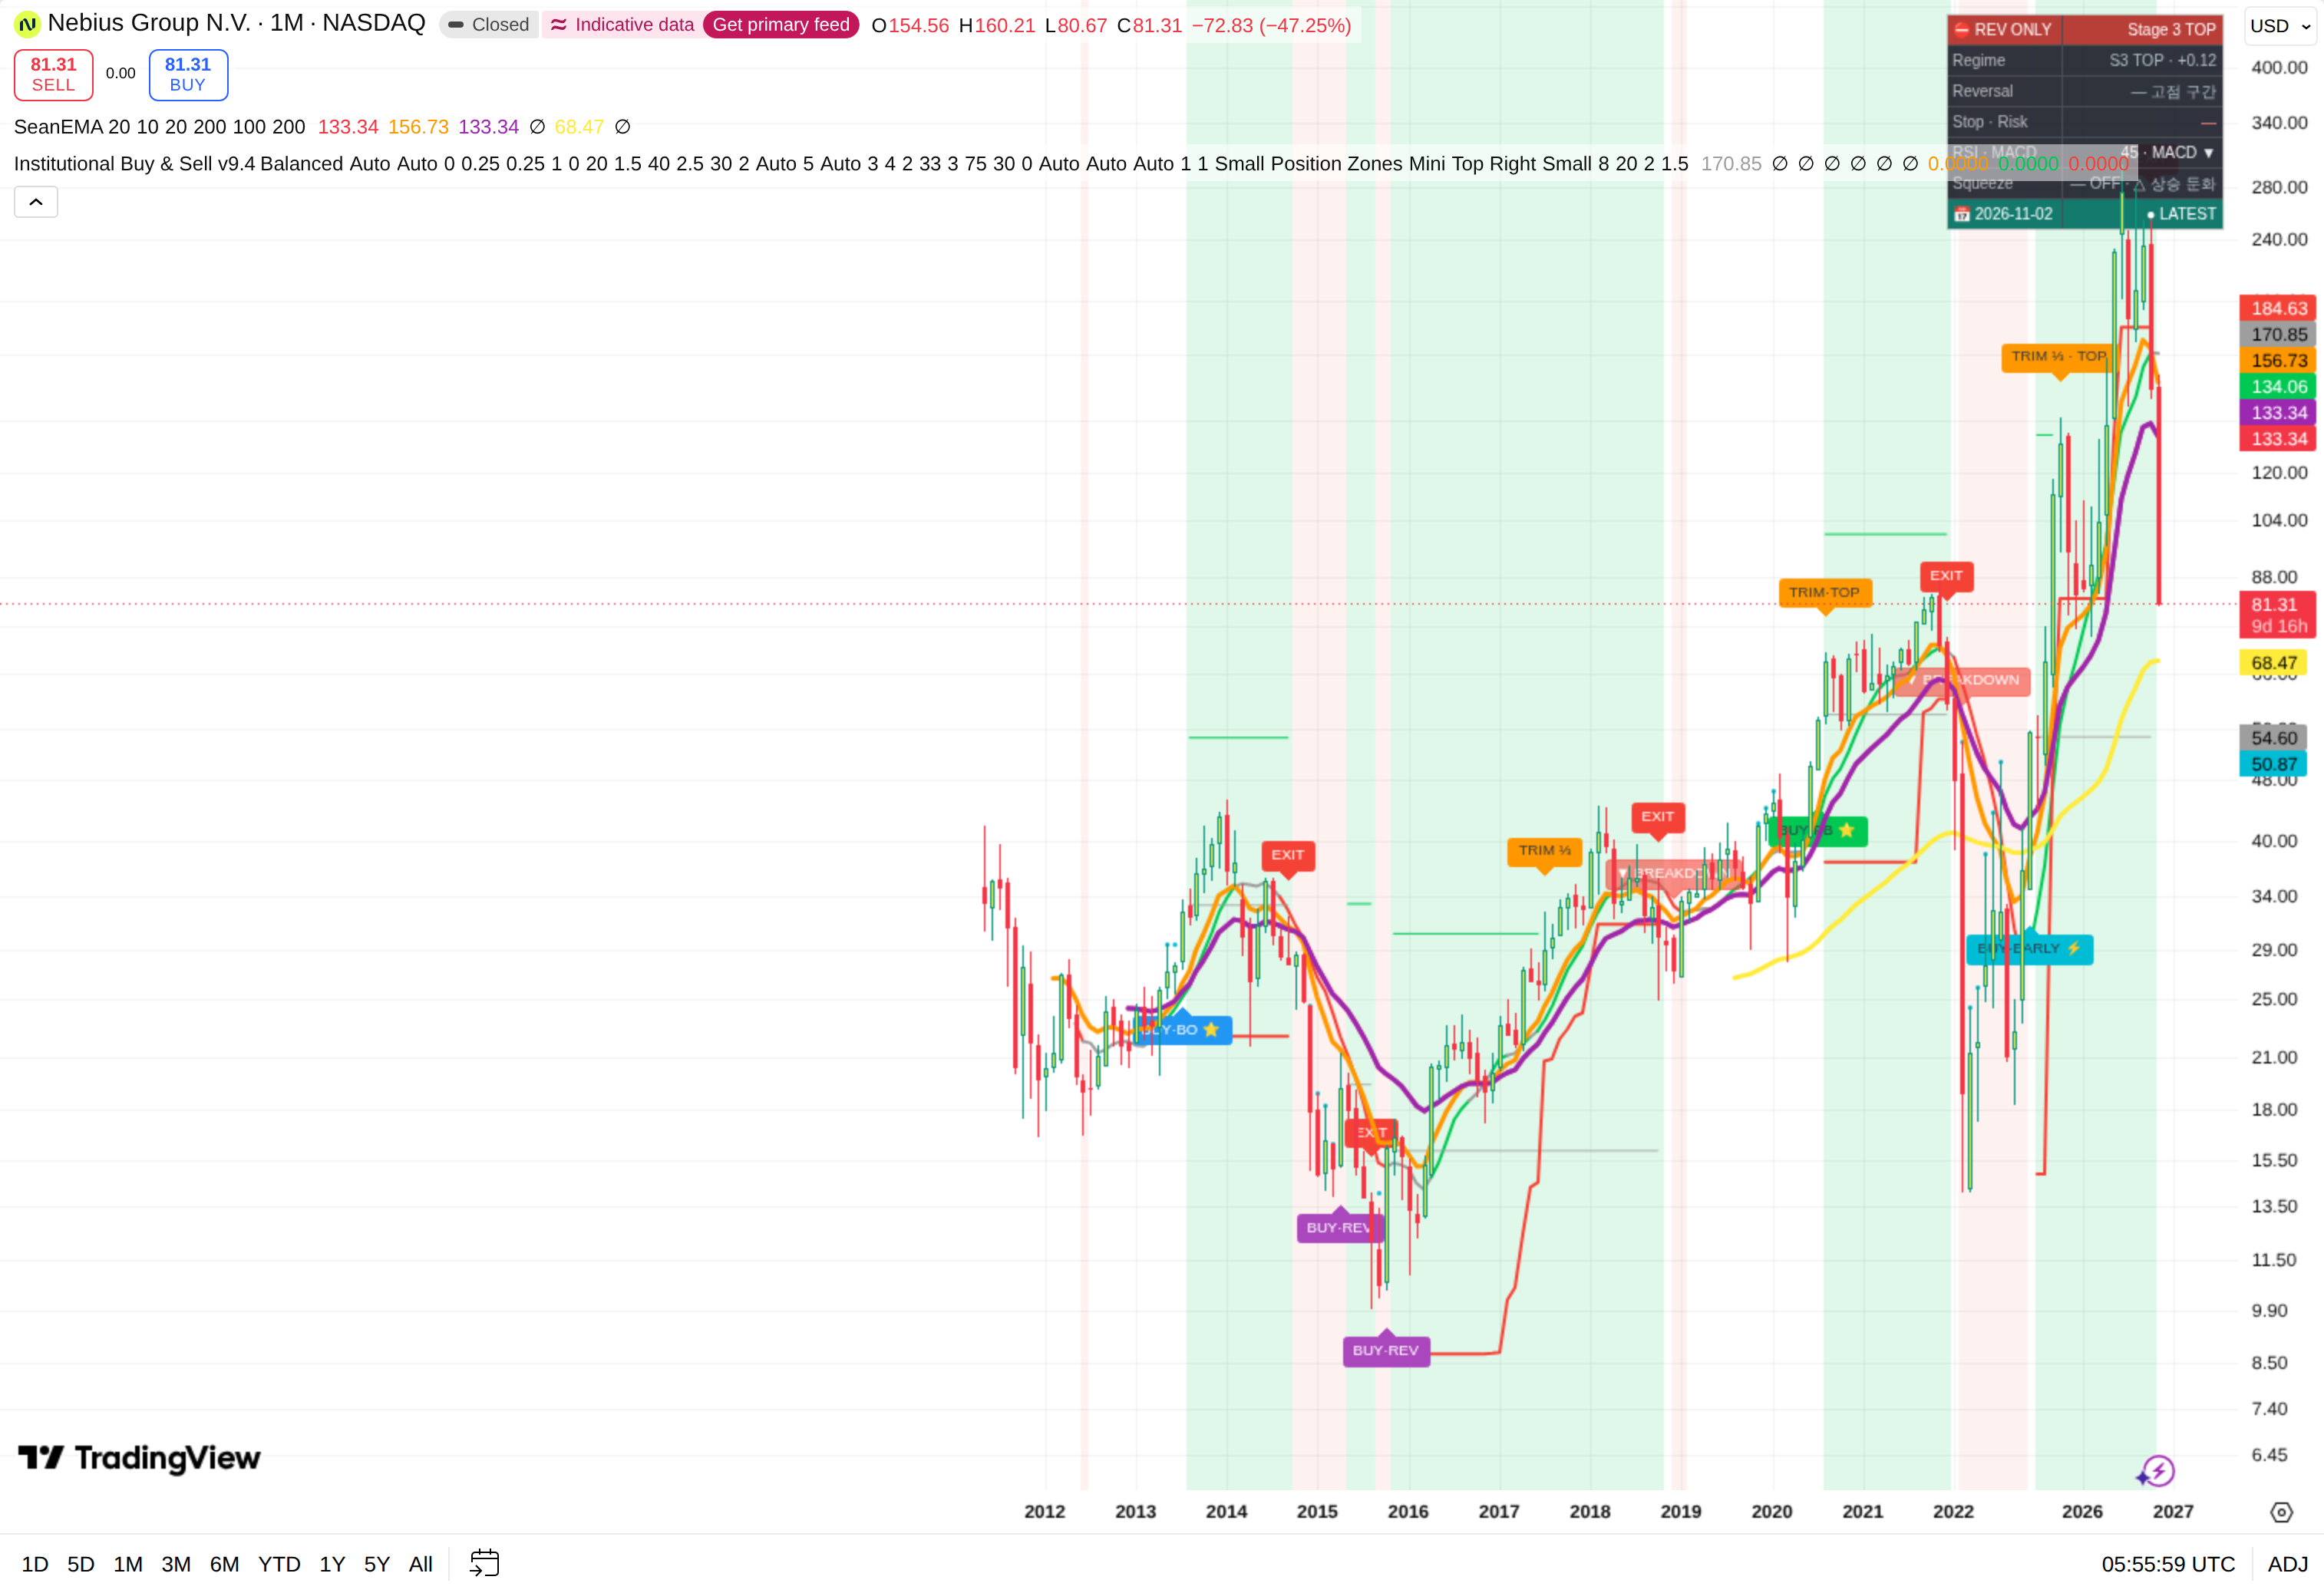 Nebius Group N.V. · 1M · NASDAQ Closed Indicative data Get primary feed O154.56 H160.21 L80.67 C81.31 −72.83 (−47.25%)
81.31 SELL 0.00 81.31 BUY
SeanEMA 20 10 20 200 100 200 133.34 156.73 133.34 ∅ 68.47 ∅
Institutional Buy & Sell v9.4 Balanced Auto Auto 0 0.25 0.25 1 0 20 1.5 40 2.5 30 2 Auto 5 Auto 3 4 2 33 3 75 30 0 Auto Auto Auto 1 1 Small Position Zones Mini Top Right Small 8 20 2 1.5 170.85 ∅ ∅ ∅ ∅ ∅ ∅ 0.0000 0.0000 0.0000
REV ONLY Stage 3 TOP
Regime S3 TOP · +0.12
Reversal — 고점 구간
Stop · Risk —
RSI · MACD 45 · MACD ▼
Squeeze — OFF · △ 상승 둔화
2026-11-02 ● LATEST
USD
400.00
340.00
280.00
240.00
184.63
170.85
156.73
134.06
133.34
133.34
120.00
104.00
88.00
81.31
9d 16h
68.47
54.60
50.87
48.00
40.00
34.00
29.00
25.00
21.00
18.00
15.50
13.50
11.50
9.90
8.50
7.40
6.45
TRIM ⅓ · TOP
TRIM·TOP
EXIT
▼ BREAKDOWN
EXIT
TRIM ⅓
▼ BREAKDOWN
BUY-PB ⭐
EXIT
BUY-EARLY ⚡
BUY-BO ⭐
EXIT
BUY-REV
BUY-REV
TradingView
2012 2013 2014 2015 2016 2017 2018 2019 2020 2021 2022 2026 2027
1D 5D 1M 3M 6M YTD 1Y 5Y All 05:55:59 UTC ADJ